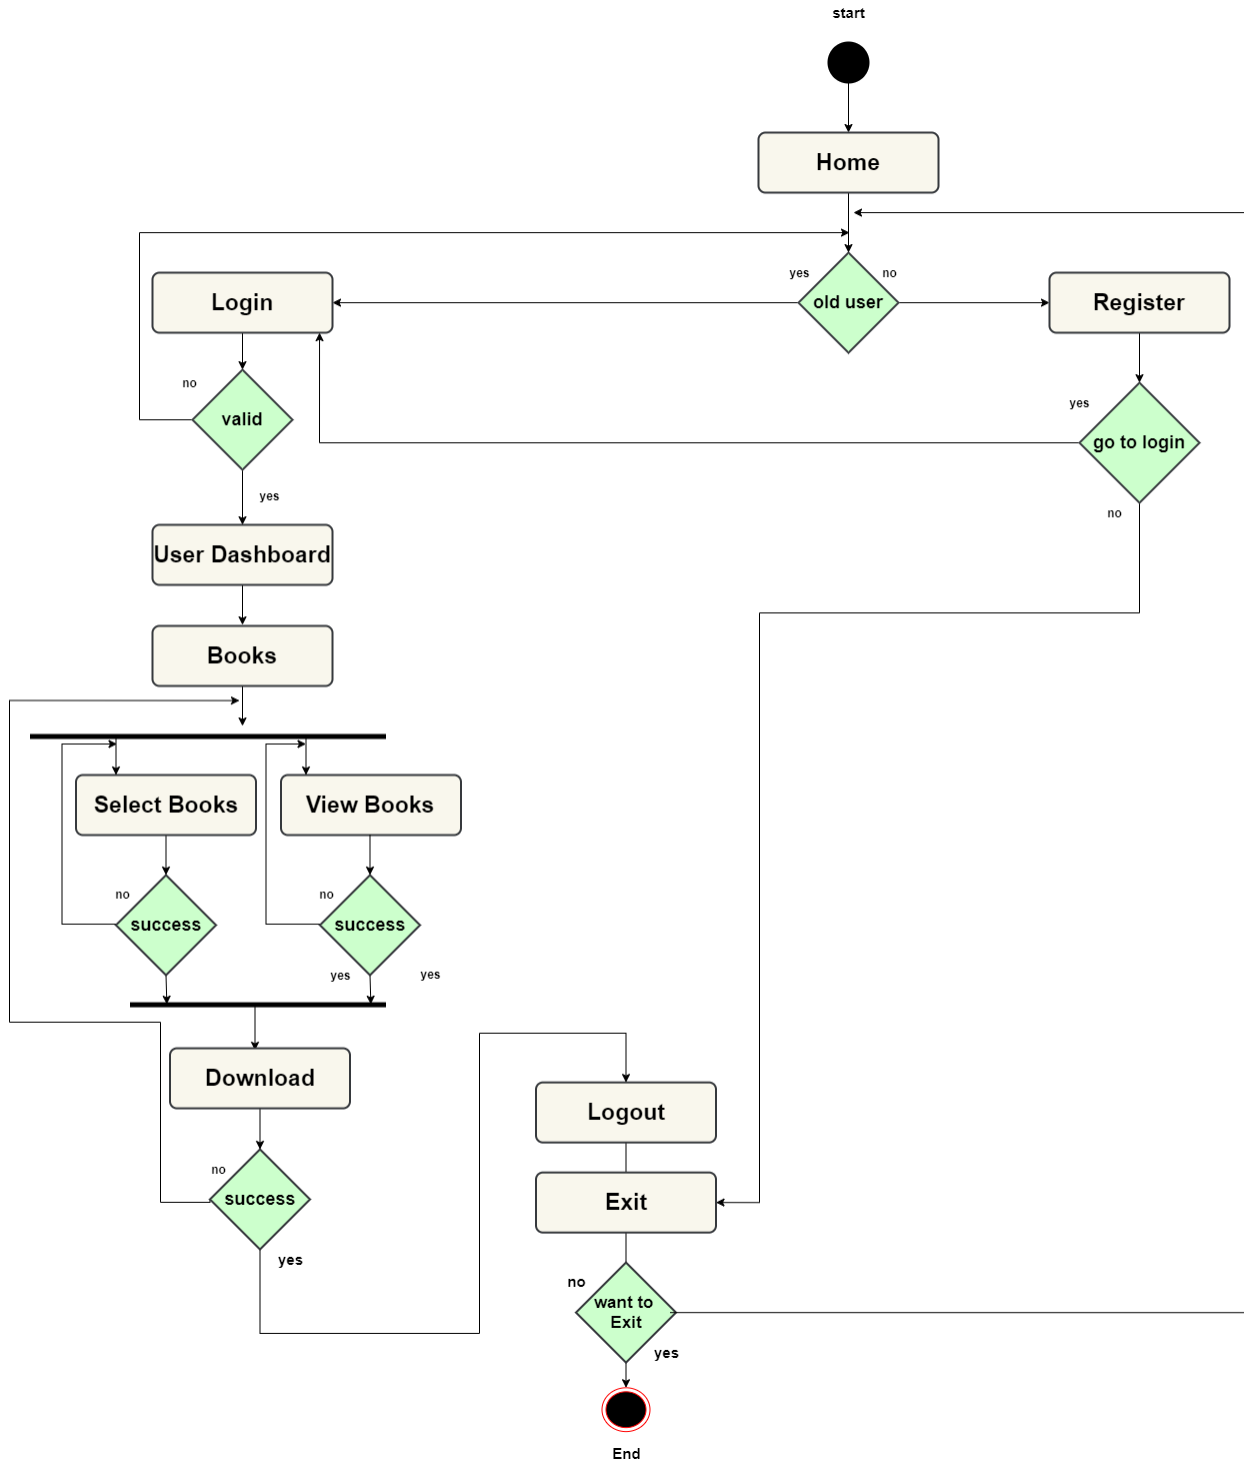 start
Home
yes
no
Login
old user
Register
no
valid
yes
go to login
yes
no
User Dashboard
Books
Select Books
View Books
no
no
success
success
yes
yes
Download
Logout
no
success
Exit
yes
no
want to
Exit
yes
End